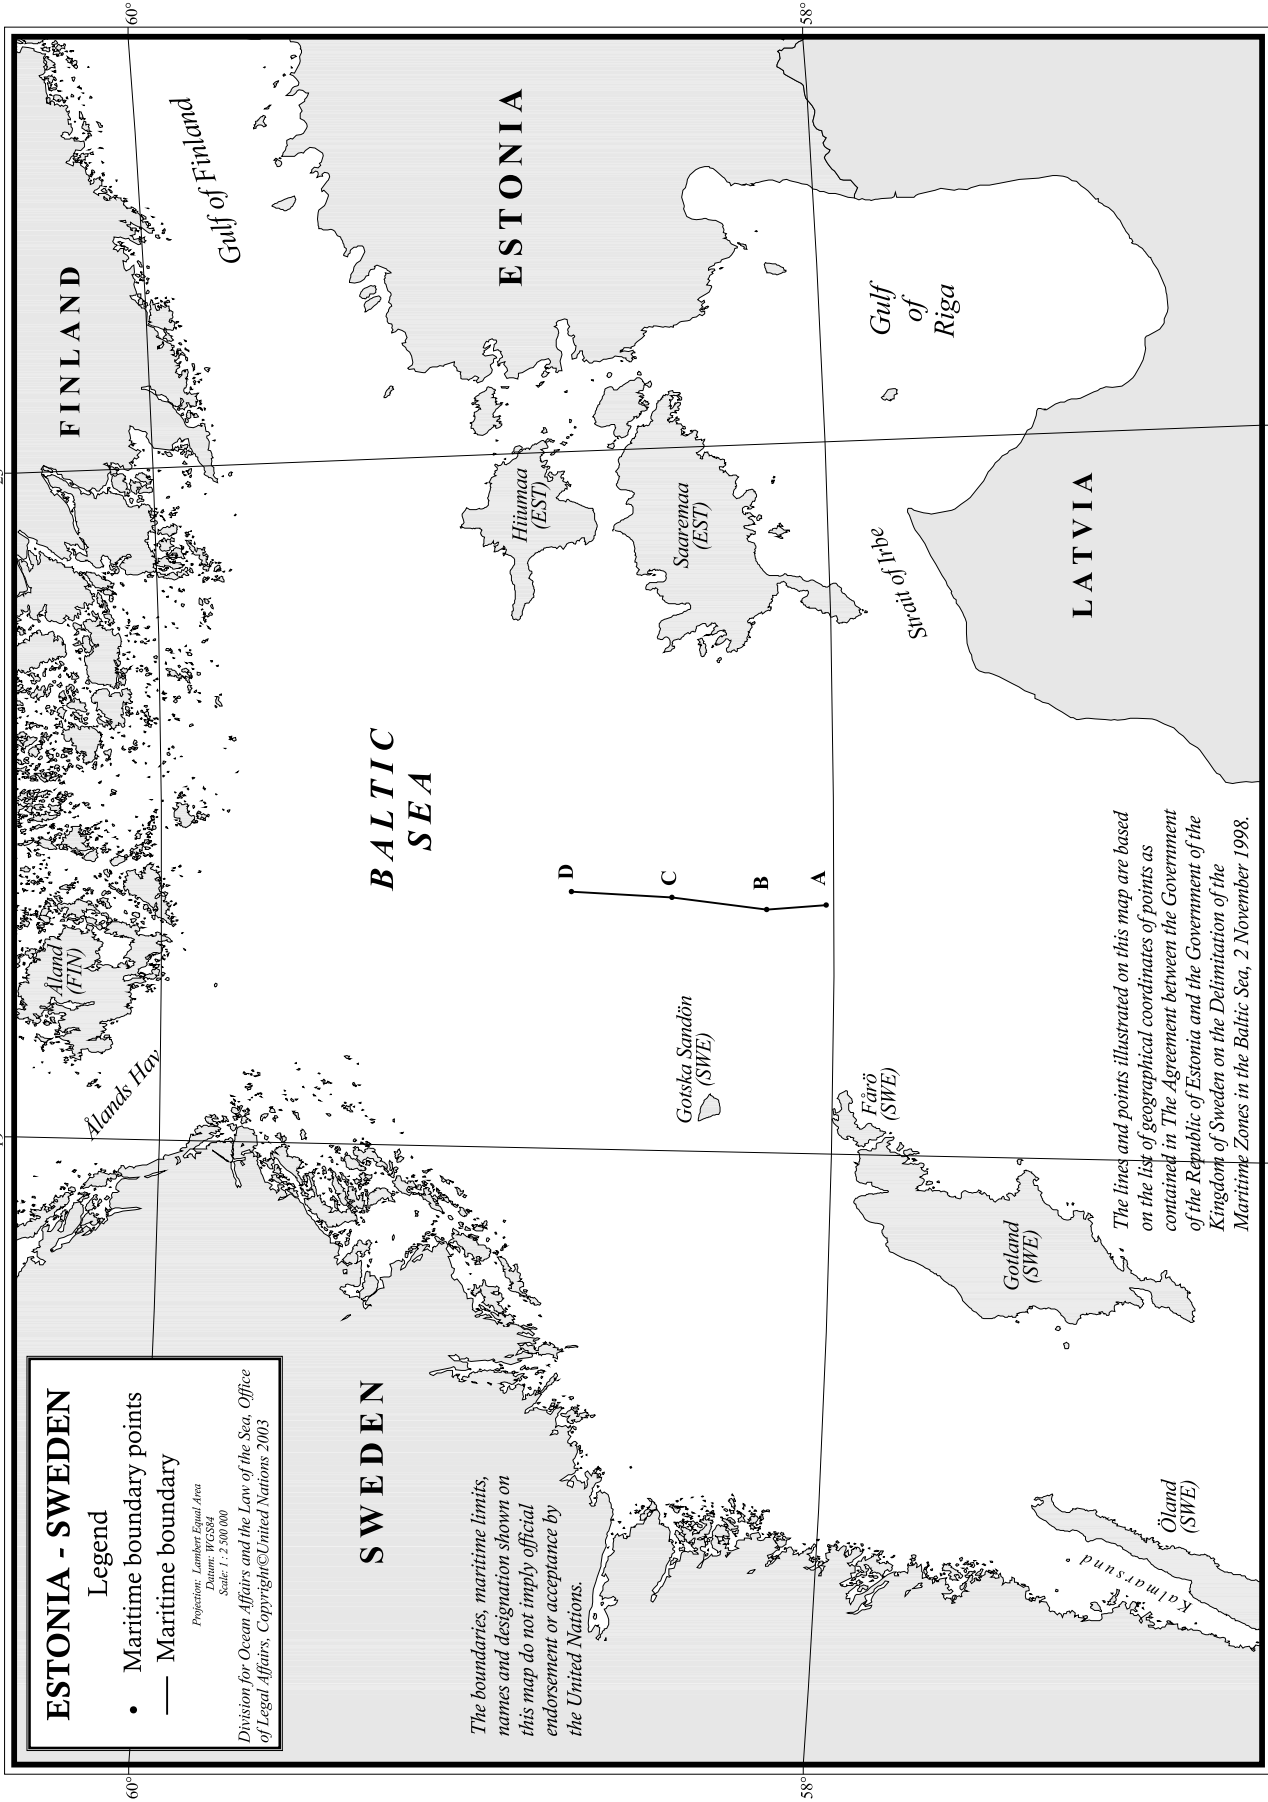 ESTONIA - SWEDEN
Legend
Maritime boundary points
Maritime boundary
Projection: Lambert Equal Area
Datum: WGS84
Scale: 1 : 2 500 000
Division for Ocean Affairs and the Law of the Sea, Office
of Legal Affairs, Copyright©United Nations 2003
60°
60°
58°
58°
FINLAND
Åland
(FIN)
Ålands Hav
Gulf of Finland
ESTONIA
BALTIC
SEA
Hiiumaa
(EST)
Saaremaa
(EST)
SWEDEN
D
C
B
A
Gotska Sandön
(SWE)
Fårö
(SWE)
Gotland
(SWE)
Gulf
of
Riga
Strait of Irbe
LATVIA
Öland
(SWE)
Kalmarsund
The boundaries, maritime limits,
names and designation shown on
this map do not imply official
endorsement or acceptance by
the United Nations.
The lines and points illustrated on this map are based
on the list of geographical coordinates of points as
contained in The Agreement between the Government
of the Republic of Estonia and the Government of the
Kingdom of Sweden on the Delimitation of the
Maritime Zones in the Baltic Sea, 2 November 1998.